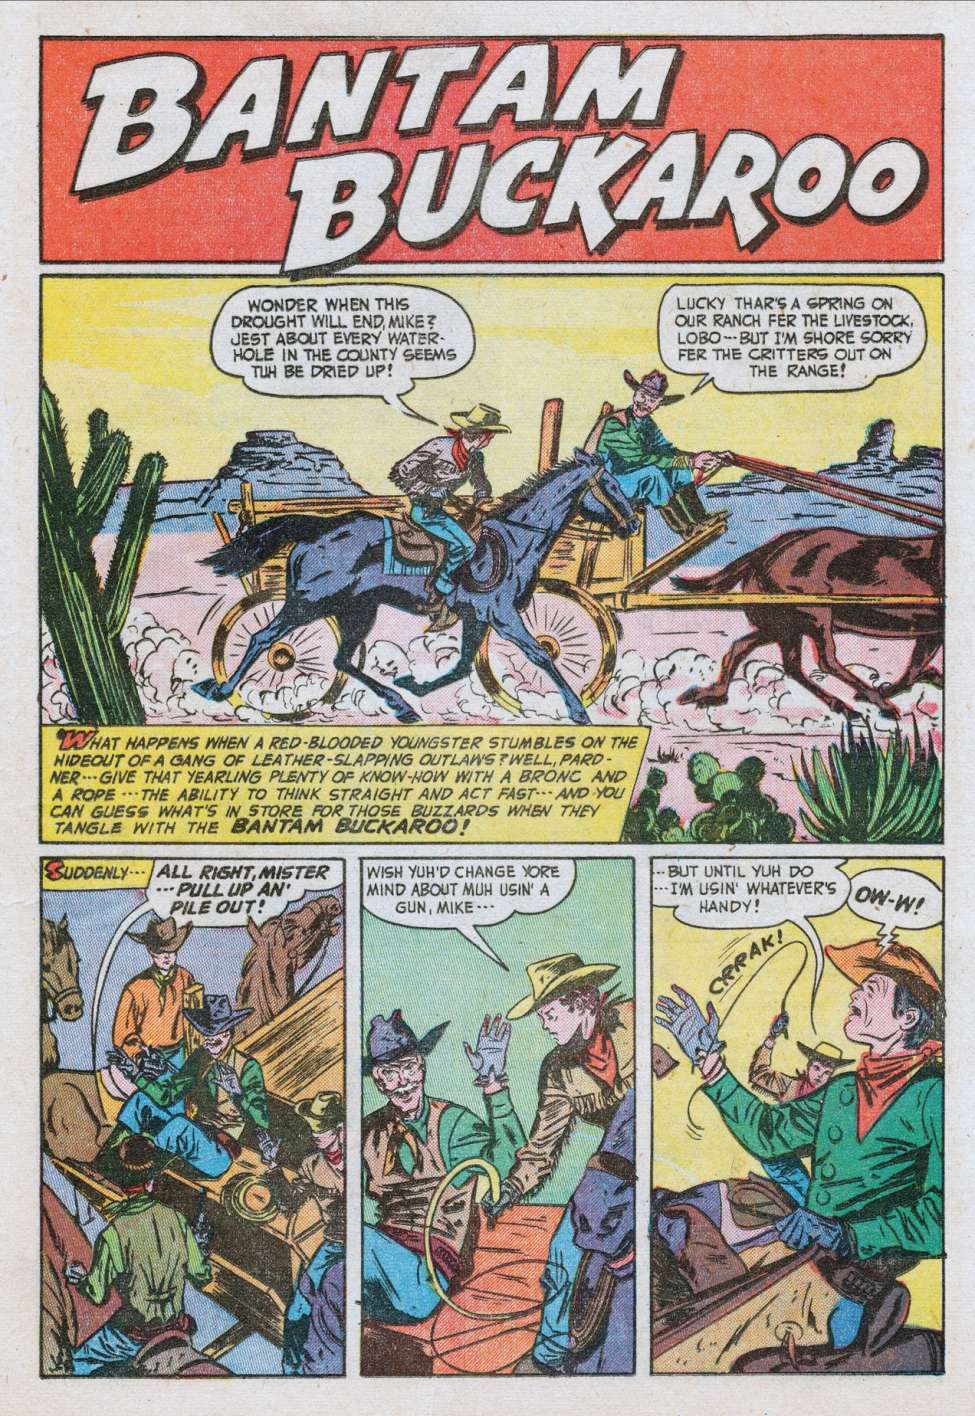 BANTAM
BUCKAROO
WONDER WHEN THIS
DROUGHT WILL END, MIKE?
JEST ABOUT EVERY WATER-
HOLE IN THE COUNTY SEEMS
TUH BE DRIED UP!
LUCKY THAR'S A SPRING ON
OUR RANCH FER THE LIVESTOCK,
LOBO--BUT I'M SHORE SORRY
FER THE CRITTERS OUT ON
THE RANGE!
WHAT HAPPENS WHEN A RED-BLOODED YOUNGSTER STUMBLES ON THE
HIDEOUT OF A GANG OF LEATHER-SLAPPING OUTLAWS? WELL, PARD-
NER---GIVE THAT YEARLING PLENTY OF KNOW-HOW WITH A BRONC AND
A ROPE---THE ABILITY TO THINK STRAIGHT AND ACT FAST---AND YOU
CAN GUESS WHAT'S IN STORE FOR THOSE BUZZARDS WHEN THEY
TANGLE WITH THE BANTAM BUCKAROO!
SUDDENLY---
ALL RIGHT, MISTER
---PULL UP AN'
PILE OUT!
WISH YUH'D CHANGE YORE
MIND ABOUT MUH USIN' A
GUN, MIKE---
---BUT UNTIL YUH DO
---I'M USIN' WHATEVER'S
HANDY!
OW-W!
CRRAK!